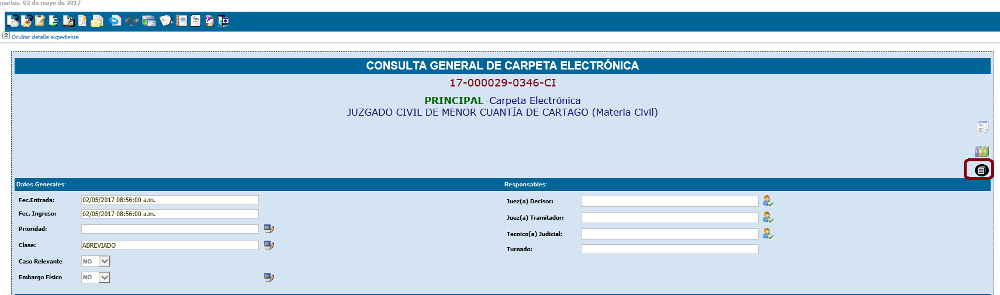 martes, 02 de mayo de 2017
Ocultar detalle expediente
CONSULTA GENERAL DE CARPETA ELECTRÓNICA
17-000029-0346-CI
PRINCIPAL - Carpeta Electrónica
JUZGADO CIVIL DE MENOR CUANTÍA DE CARTAGO (Materia Civil)
Datos Generales:
Fec.Entrada: 02/05/2017 08:56:00 a.m.
Fec. Ingreso: 02/05/2017 08:56:00 a.m.
Prioridad:
Clase: ABREVIADO
Caso Relevante NO
Embargo Físico NO
Responsables:
Juez(a) Decisor:
Juez(a) Tramitador:
Tecnico(a) Judicial:
Turnado: